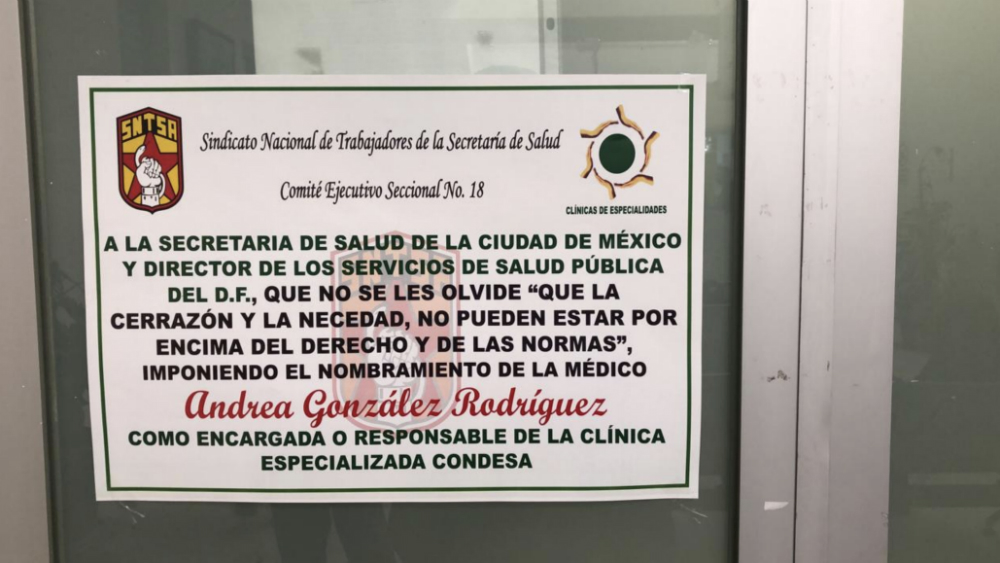 SNTSA
Sindicato Nacional de Trabajadores de la Secretaría de Salud
Comité Ejecutivo Seccional No. 18
CLÍNICAS DE ESPECIALIDADES
A LA SECRETARIA DE SALUD DE LA CIUDAD DE MÉXICO
Y DIRECTOR DE LOS SERVICIOS DE SALUD PÚBLICA
DEL D.F., QUE NO SE LES OLVIDE “QUE LA
CERRAZÓN Y LA NECEDAD, NO PUEDEN ESTAR POR
ENCIMA DEL DERECHO Y DE LAS NORMAS”,
IMPONIENDO EL NOMBRAMIENTO DE LA MÉDICO
Andrea González Rodríguez
COMO ENCARGADA O RESPONSABLE DE LA CLÍNICA
ESPECIALIZADA CONDESA